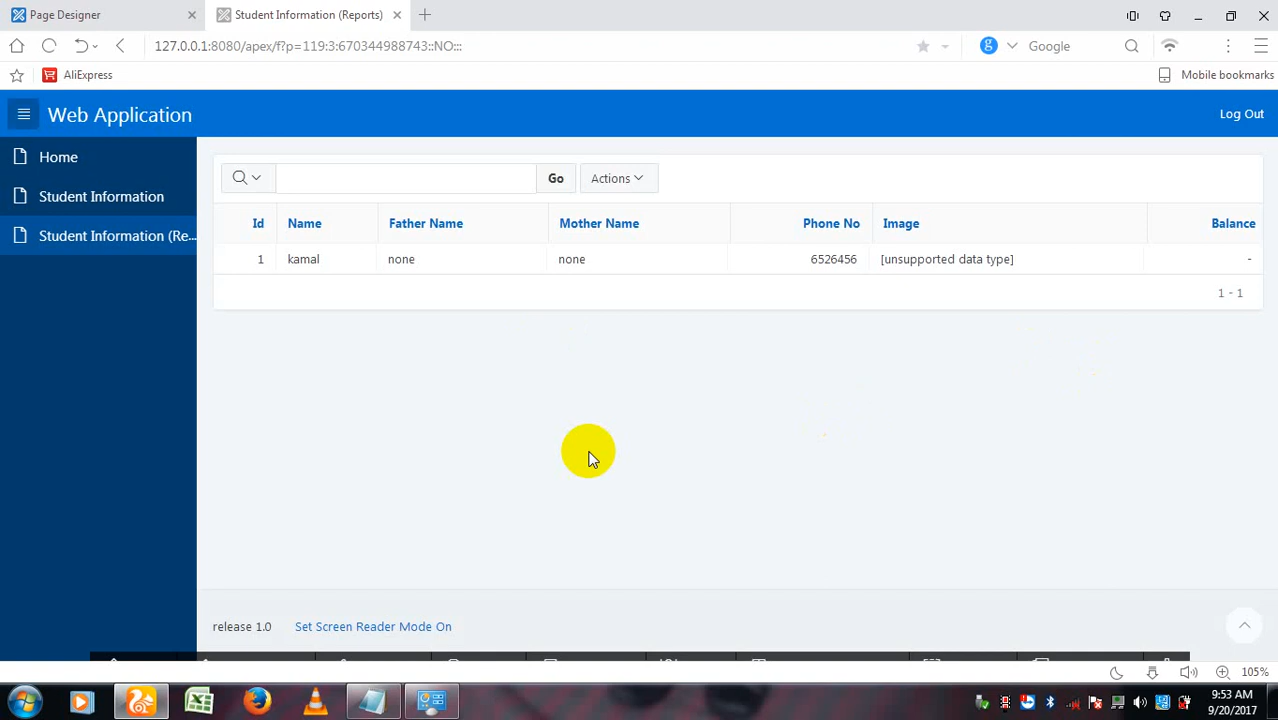 Page Designer
Student Information (Reports)
127.0.0.1:8080/apex/f?p=119:3:670344988743::NO:::
g
Google
AliExpress
Mobile bookmarks
Web Application
Log Out
Home
Student Information
Student Information (Re...
Go
Actions
Id Name Father Name Mother Name Phone No Image Balance
1 kamal none none 6526456 [unsupported data type] -
1 - 1
release 1.0
Set Screen Reader Mode On
105%
9:53 AM
9/20/2017